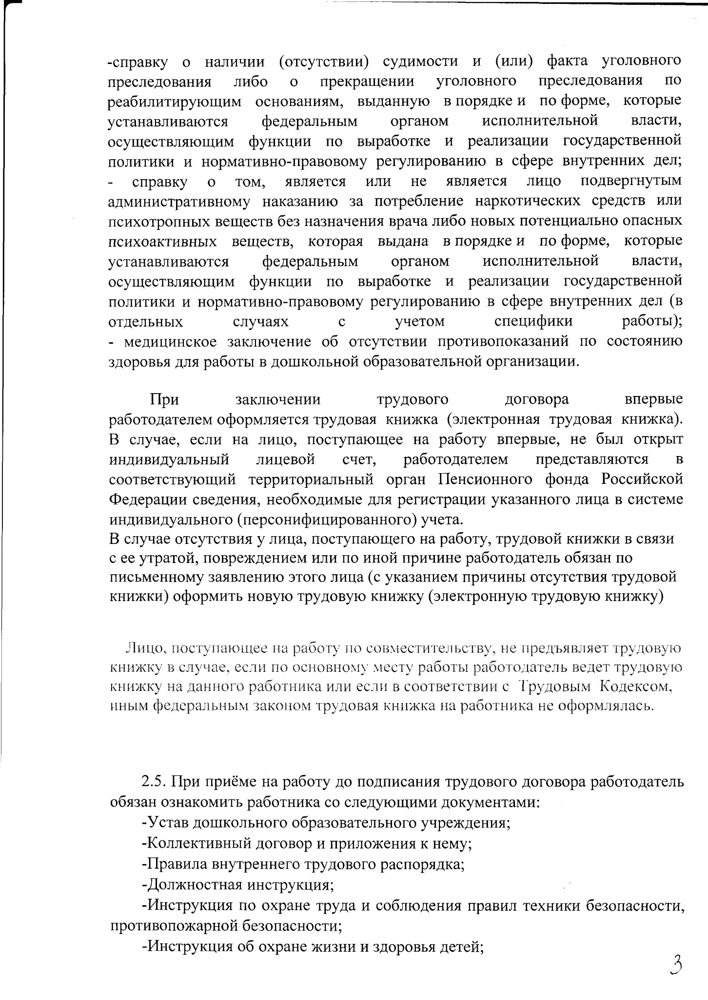 -справку о наличии (отсутствии) судимости и (или) факта уголовного
преследования либо о прекращении уголовного преследования по
реабилитирующим основаниям, выданную в порядке и по форме, которые
устанавливаются федеральным органом исполнительной власти,
осуществляющим функции по выработке и реализации государственной
политики и нормативно-правовому регулированию в сфере внутренних дел;
- справку о том, является или не является лицо подвергнутым
административному наказанию за потребление наркотических средств или
психотропных веществ без назначения врача либо новых потенциально опасных
психоактивных веществ, которая выдана в порядке и по форме, которые
устанавливаются федеральным органом исполнительной власти,
осуществляющим функции по выработке и реализации государственной
политики и нормативно-правовому регулированию в сфере внутренних дел (в
отдельных случаях с учетом специфики работы);
- медицинское заключение об отсутствии противопоказаний по состоянию
здоровья для работы в дошкольной образовательной организации.
При заключении трудового договора впервые
работодателем оформляется трудовая книжка (электронная трудовая книжка).
В случае, если на лицо, поступающее на работу впервые, не был открыт
индивидуальный лицевой счет, работодателем представляются в
соответствующий территориальный орган Пенсионного фонда Российской
Федерации сведения, необходимые для регистрации указанного лица в системе
индивидуального (персонифицированного) учета.
В случае отсутствия у лица, поступающего на работу, трудовой книжки в связи
с ее утратой, повреждением или по иной причине работодатель обязан по
письменному заявлению этого лица (с указанием причины отсутствия трудовой
книжки) оформить новую трудовую книжку (электронную трудовую книжку)
Лицо, поступающее на работу по совместительству, не предъявляет трудовую
книжку в случае, если по основному месту работы работодатель ведет трудовую
книжку на данного работника или если в соответствии с Трудовым Кодексом,
иным федеральным законом трудовая книжка на работника не оформлялась.
2.5. При приёме на работу до подписания трудового договора работодатель
обязан ознакомить работника со следующими документами:
-Устав дошкольного образовательного учреждения;
-Коллективный договор и приложения к нему;
-Правила внутреннего трудового распорядка;
-Должностная инструкция;
-Инструкция по охране труда и соблюдения правил техники безопасности,
противопожарной безопасности;
-Инструкция об охране жизни и здоровья детей;
3